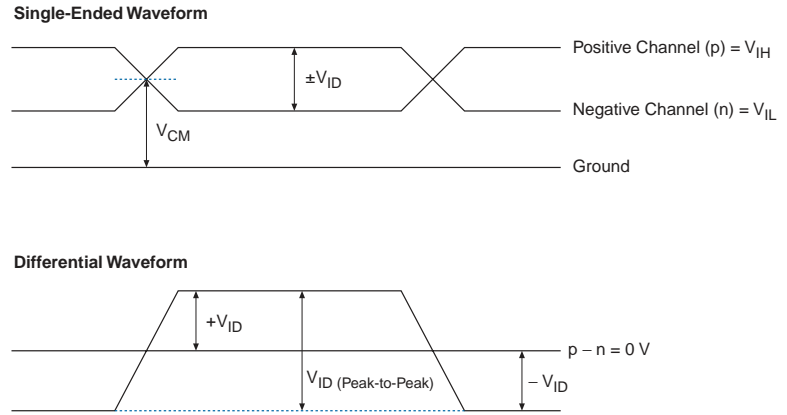 Single-Ended Waveform
Positive Channel (p) = VIH
±VID
Negative Channel (n) = VIL
VCM
Ground
Differential Waveform
+VID
p − n = 0 V
VID (Peak-to-Peak)
− VID